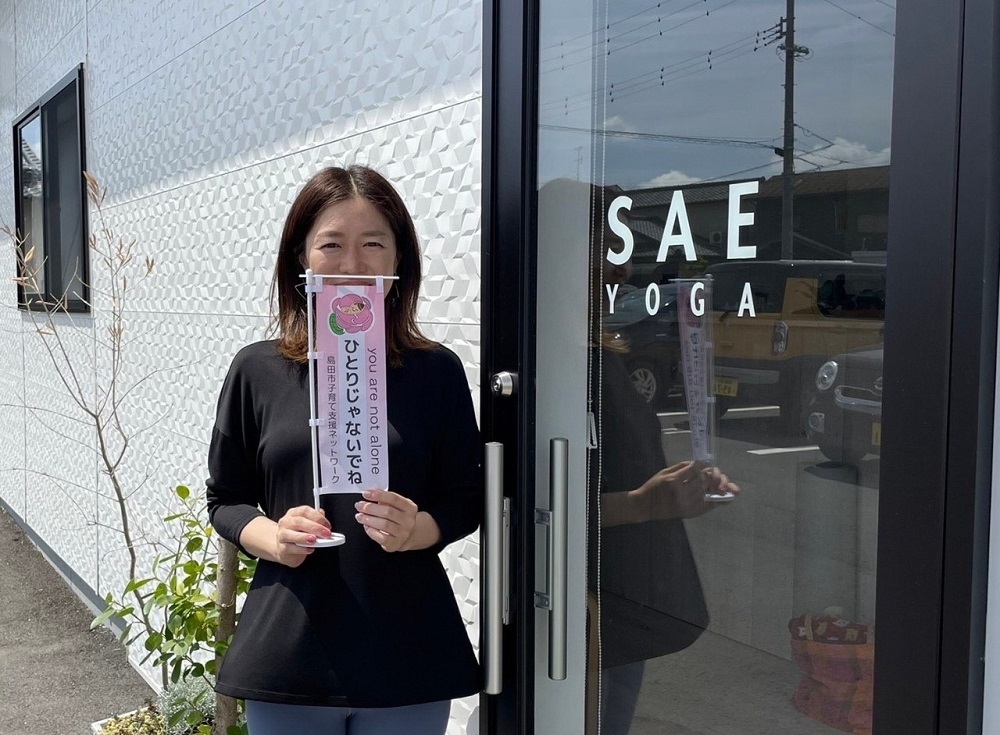 you are not alone
ひとりじゃないでね
島田市子育て支援ネットワーク
SAE
YOGA